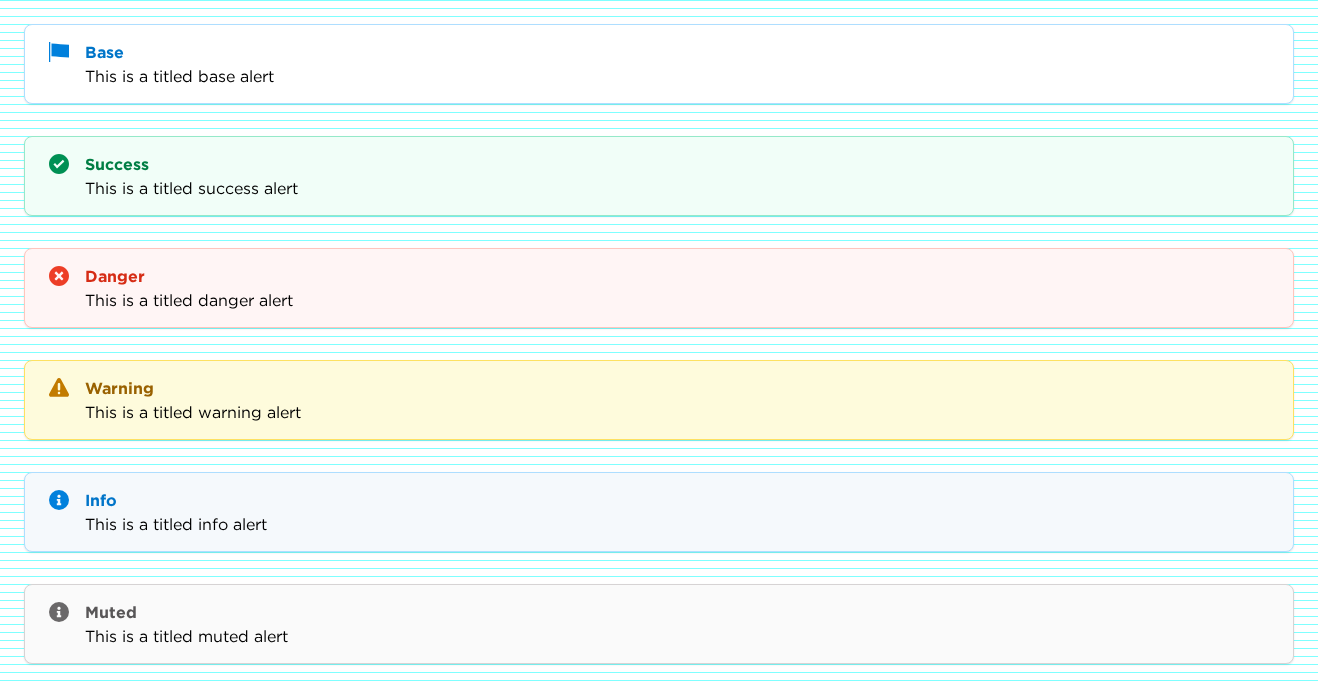 Base
This is a titled base alert
Success
This is a titled success alert
Danger
This is a titled danger alert
Warning
This is a titled warning alert
Info
This is a titled info alert
Muted
This is a titled muted alert